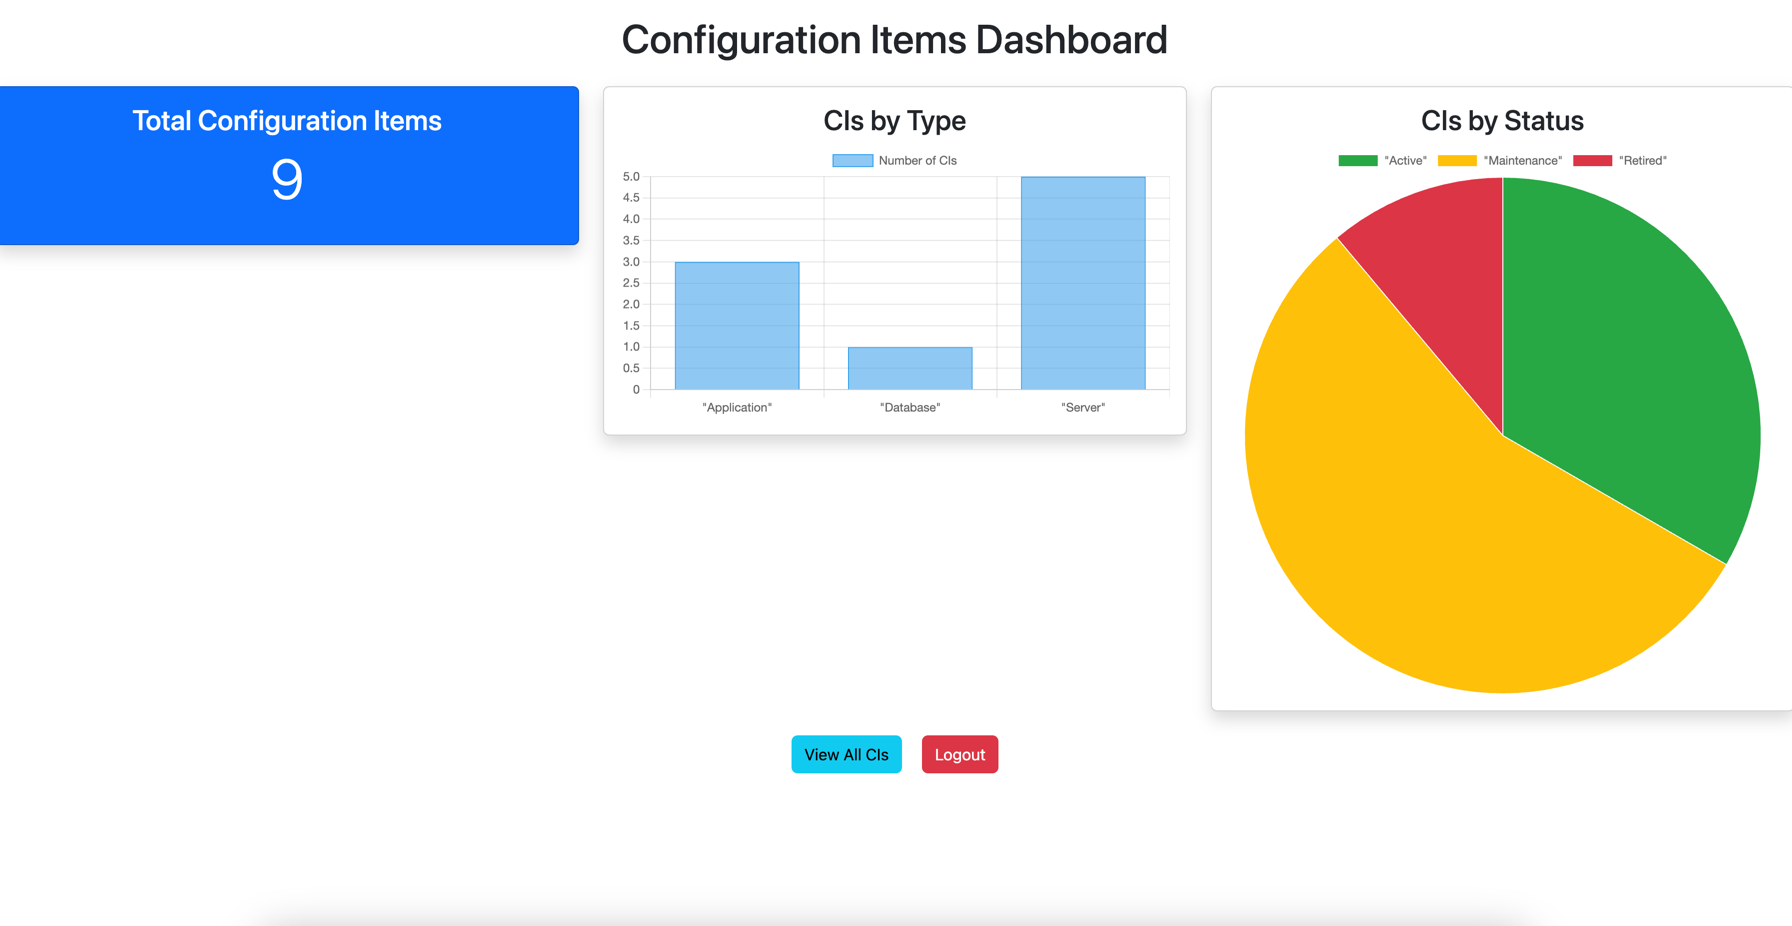 Configuration Items Dashboard
Total Configuration Items
9
CIs by Type
Number of CIs
5.0
4.5
4.0
3.5
3.0
2.5
2.0
1.5
1.0
0.5
0
"Application" "Database" "Server"
CIs by Status
"Active" "Maintenance" "Retired"
View All CIs Logout